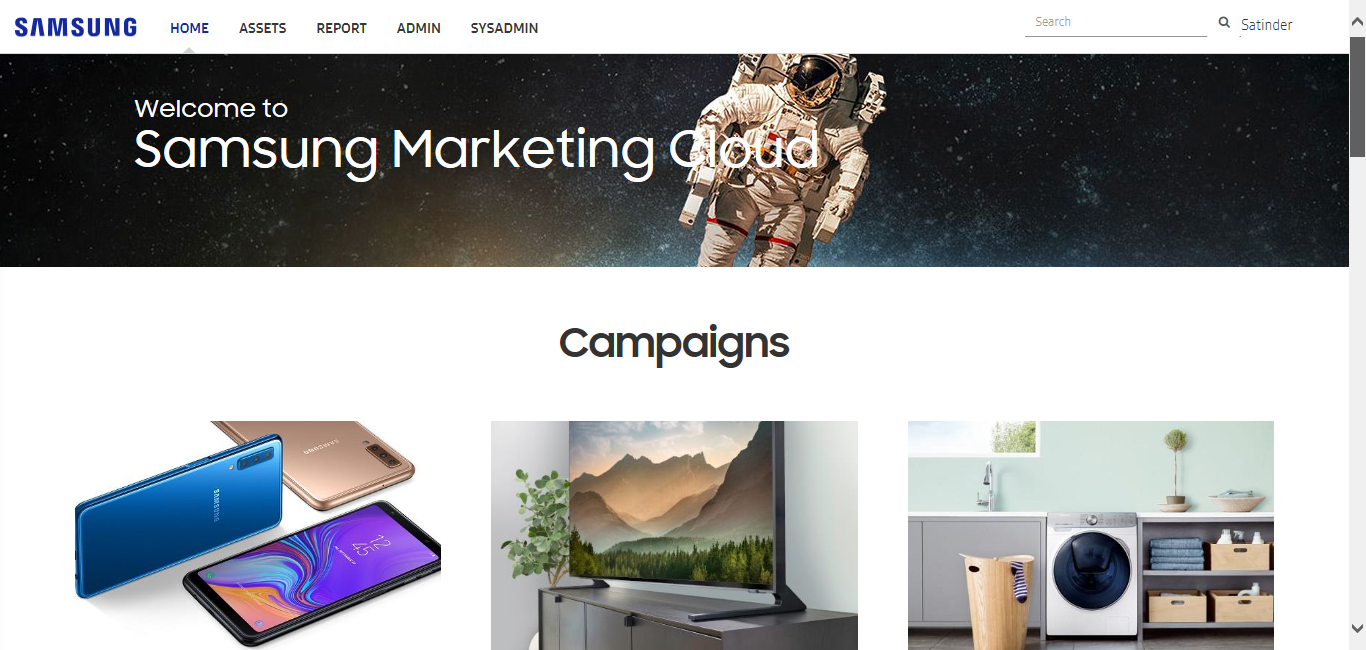 SAMSUNG HOME ASSETS REPORT ADMIN SYSADMIN Search Satinder
Welcome to
Samsung Marketing Cloud
Campaigns
SAMSUNG
SAMSUNG
12
45